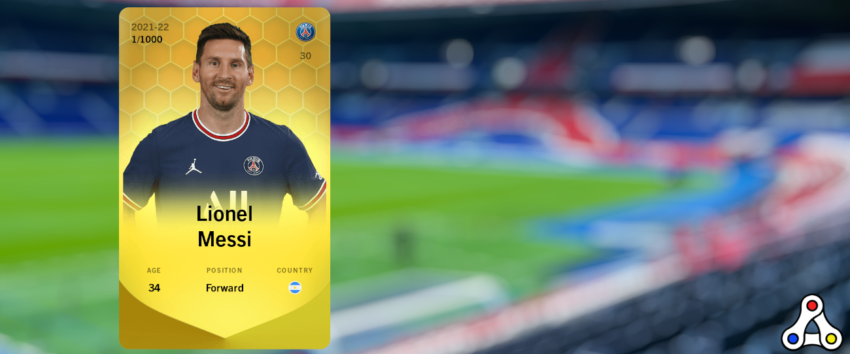 2021-22
1/1000
30
Lionel
Messi
AGE
POSITION
COUNTRY
34
Forward